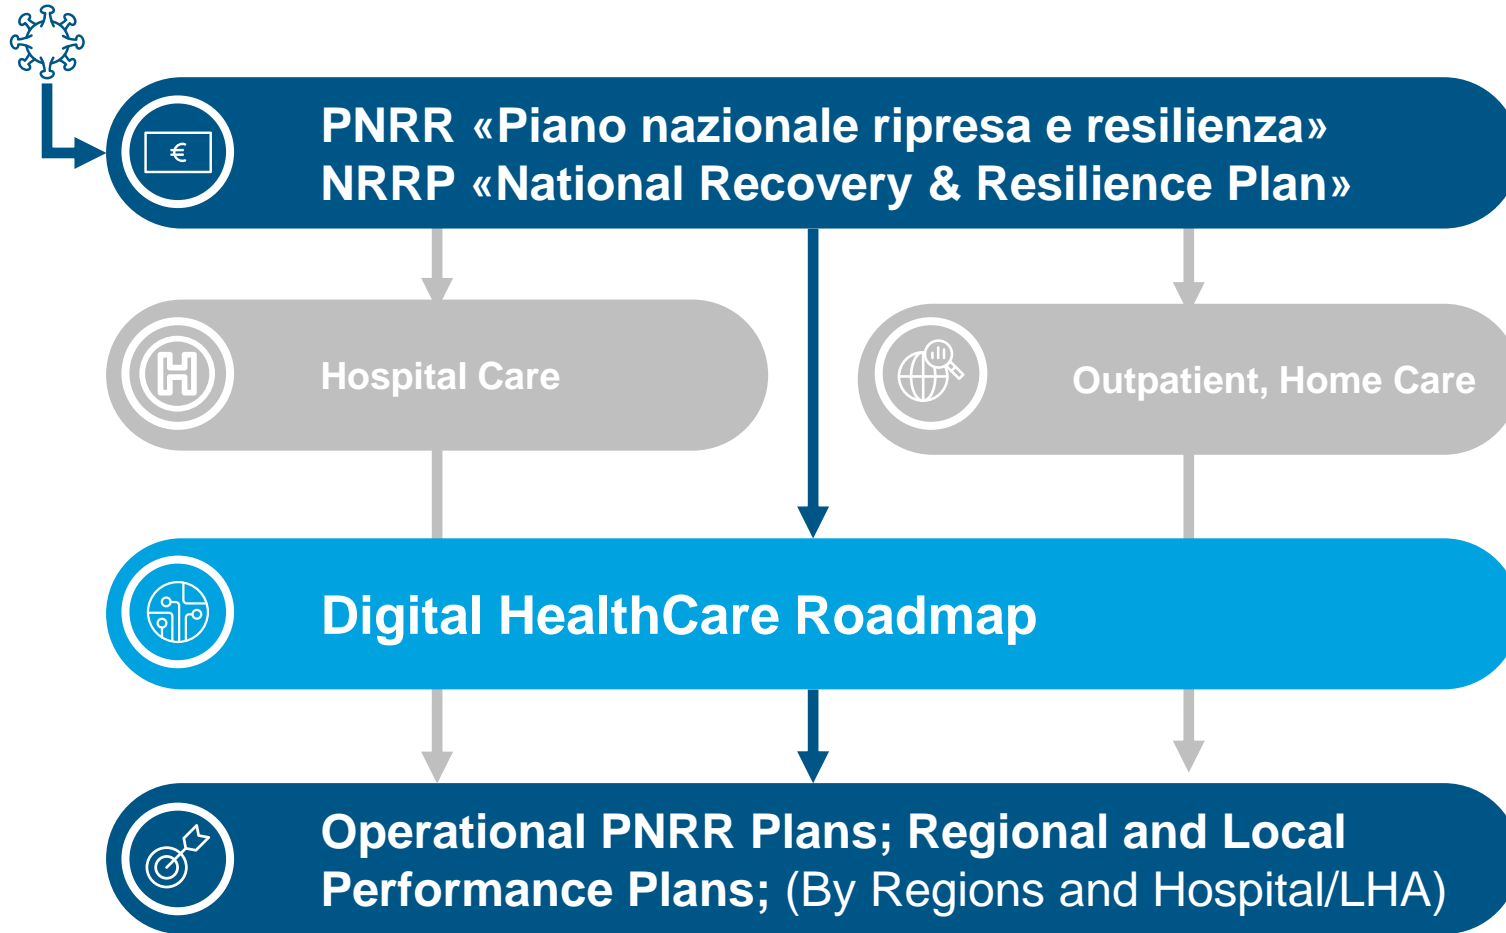 €
PNRR «Piano nazionale ripresa e resilienza»
NRRP «National Recovery & Resilience Plan»
H
Hospital Care
Outpatient, Home Care
Digital HealthCare Roadmap
Operational PNRR Plans; Regional and Local
Performance Plans; (By Regions and Hospital/LHA)